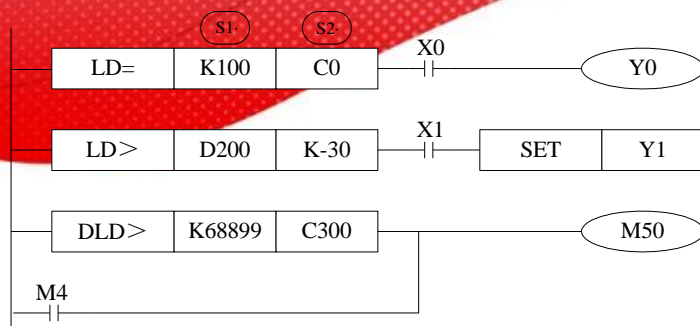 S1· S2·
LD= K100 C0 X0 Y0
LD＞ D200 K-30 X1 SET Y1
DLD＞ K68899 C300 M50
M4